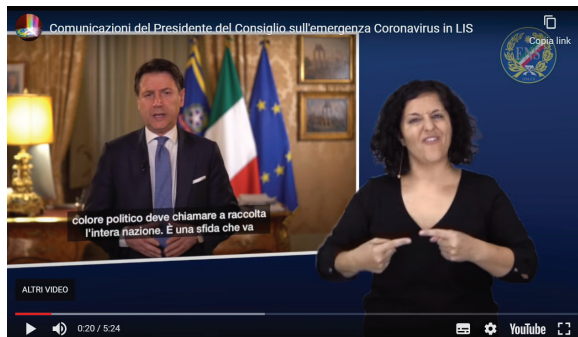 Comunicazioni del Presidente del Consiglio sull'emergenza Coronavirus in LIS
Copia link
ENS
colore politico deve chiamare a raccolta
l'intera nazione. È una sfida che va
ALTRI VIDEO
0:20 / 5:24
YouTube